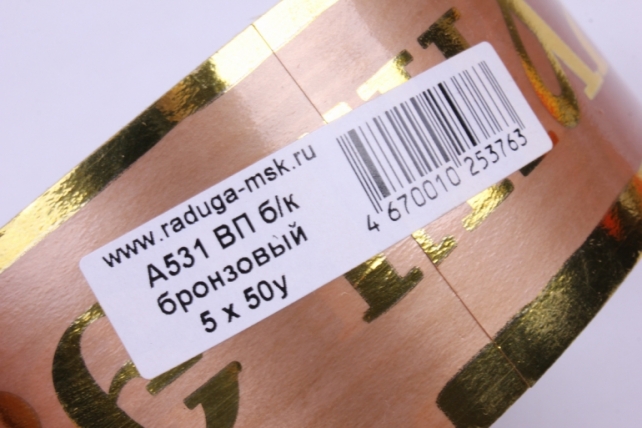 www.raduga-msk.ru
А531 ВП б/к
бронзовый
5 х 50у
4 670010 253763